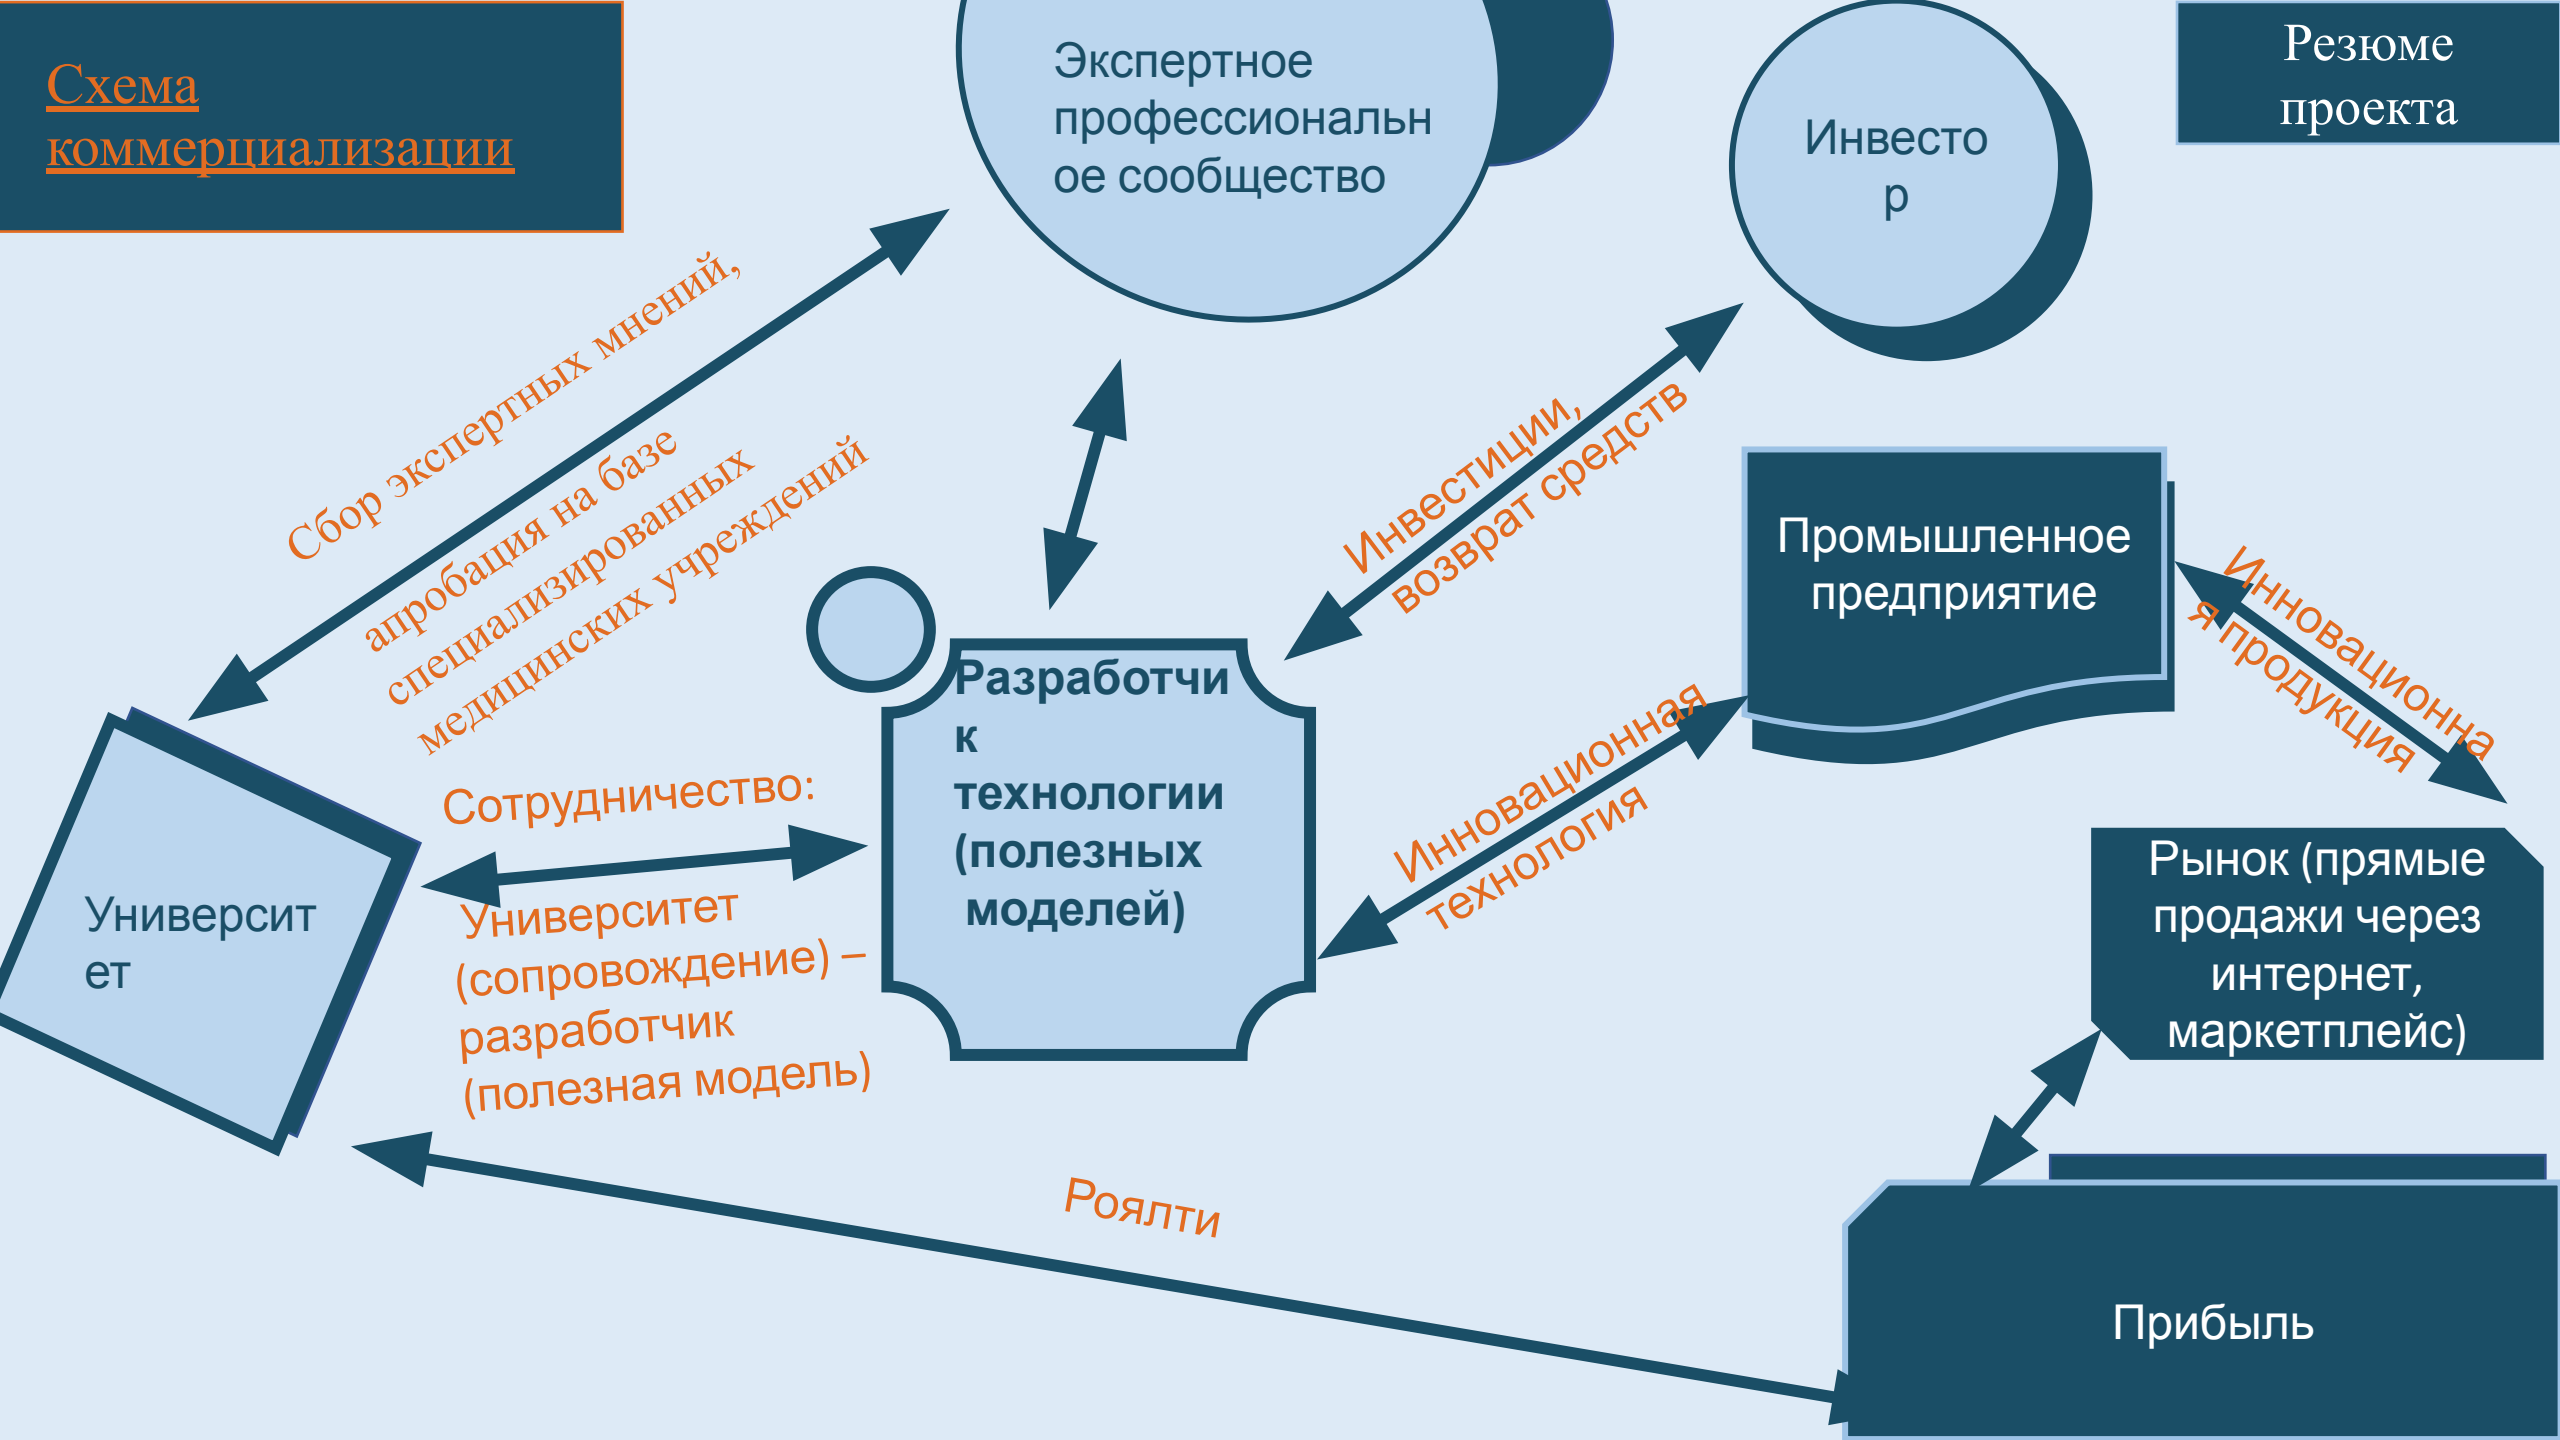 Схема
коммерциализации
Экспертное
профессиональн
ое сообщество
Инвесто
р
Резюме
проекта
Сбор экспертных мнений,
апробация на базе
специализированных
медицинских учреждений
Инвестиции,
возврат средств
Промышленное
предприятие
Инновационна
я продукция
Разработчи
к
технологии
(полезных
моделей)
Инновационная
технология
Сотрудничество:
Университет
(сопровождение) –
разработчик
(полезная модель)
Университ
ет
Рынок (прямые
продажи через
интернет,
маркетплейс)
Роялти
Прибыль